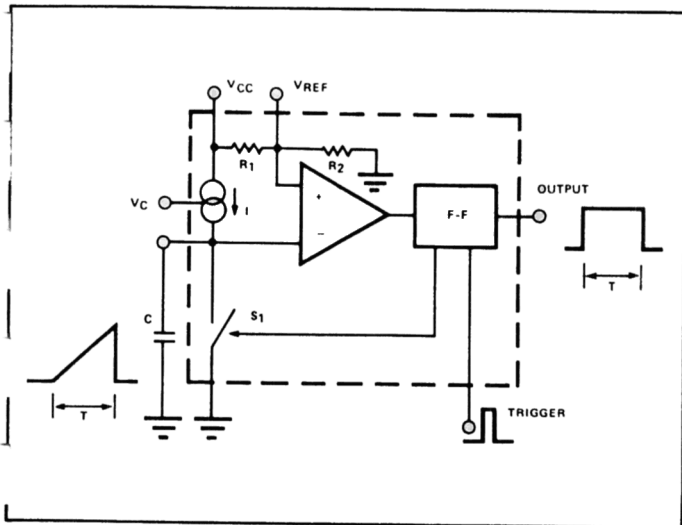 VCC
VREF
R1
R2
VC
I
+
−
F-F
OUTPUT
T
C
S1
T
TRIGGER